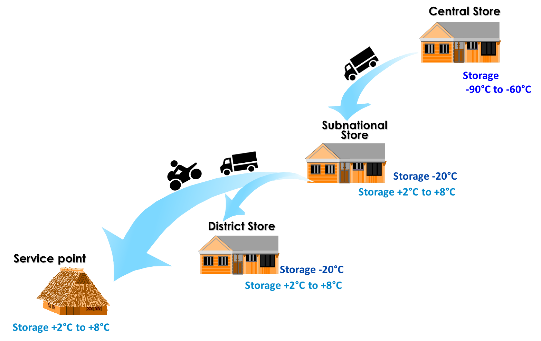 Central Store
Storage
-90°C to -60°C
Subnational
Store
Storage -20°C
Storage +2°C to +8°C
District Store
Storage -20°C
Storage +2°C to +8°C
Service point
Storage +2°C to +8°C